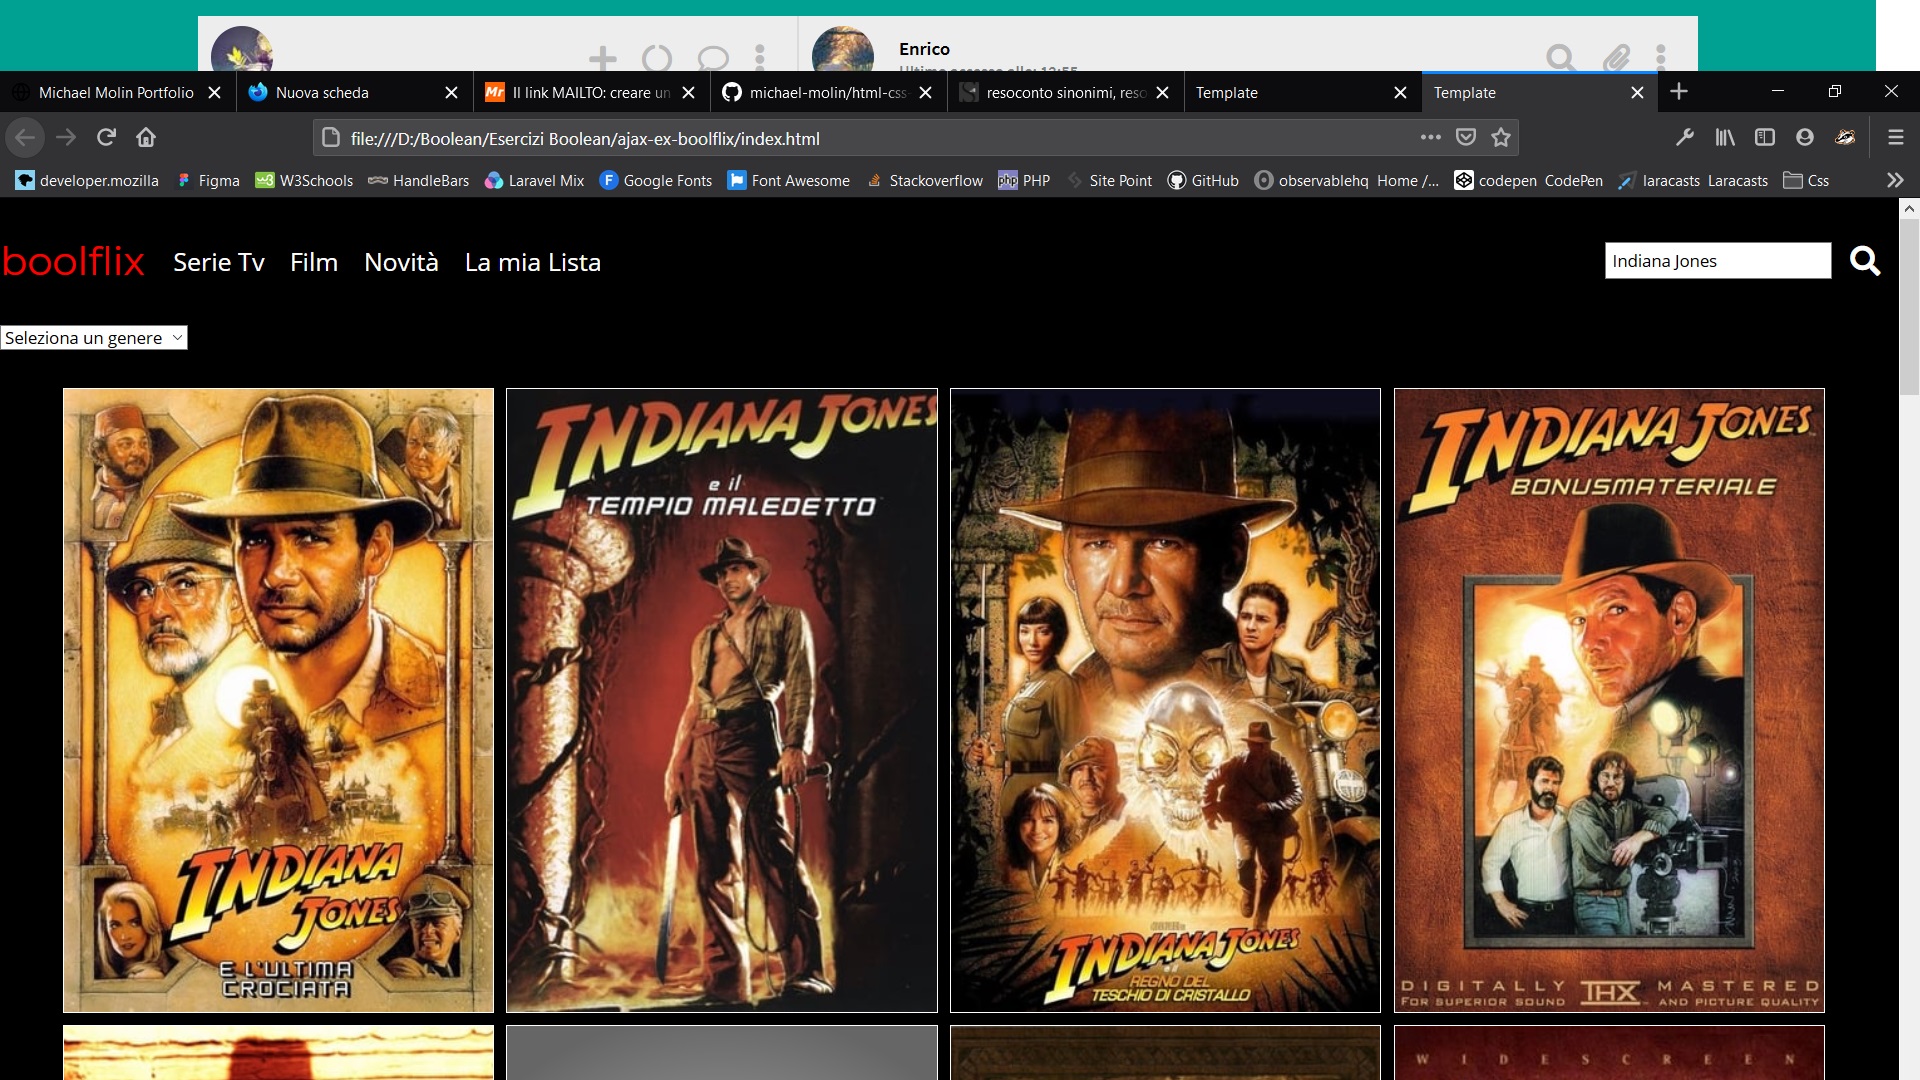 Enrico
Michael Molin Portfolio
Nuova scheda
Il link MAILTO: creare un
michael-molin/html-css-
resoconto sinonimi, reso
Template
Template
file:///D:/Boolean/Esercizi Boolean/ajax-ex-boolflix/index.html
developer.mozilla
Figma
W3Schools
HandleBars
Laravel Mix
Google Fonts
Font Awesome
Stackoverflow
PHP
Site Point
GitHub
observablehq Home /...
codepen CodePen
laracasts Laracasts
Css
boolflix
Serie Tv
Film
Novità
La mia Lista
Indiana Jones
Seleziona un genere
INDIANA
JONES
E L'ULTIMA
CROCIATA
INDIANA JONES
e il
TEMPIO MALEDETTO
INDIANA JONES
REGNO DEL
TESCHIO DI CRISTALLO
INDIANA JONES
BONUSMATERIALE
DIGITALLY THX MASTERED
FOR SUPERIOR SOUND AND PICTURE QUALITY
WIDESCREEN